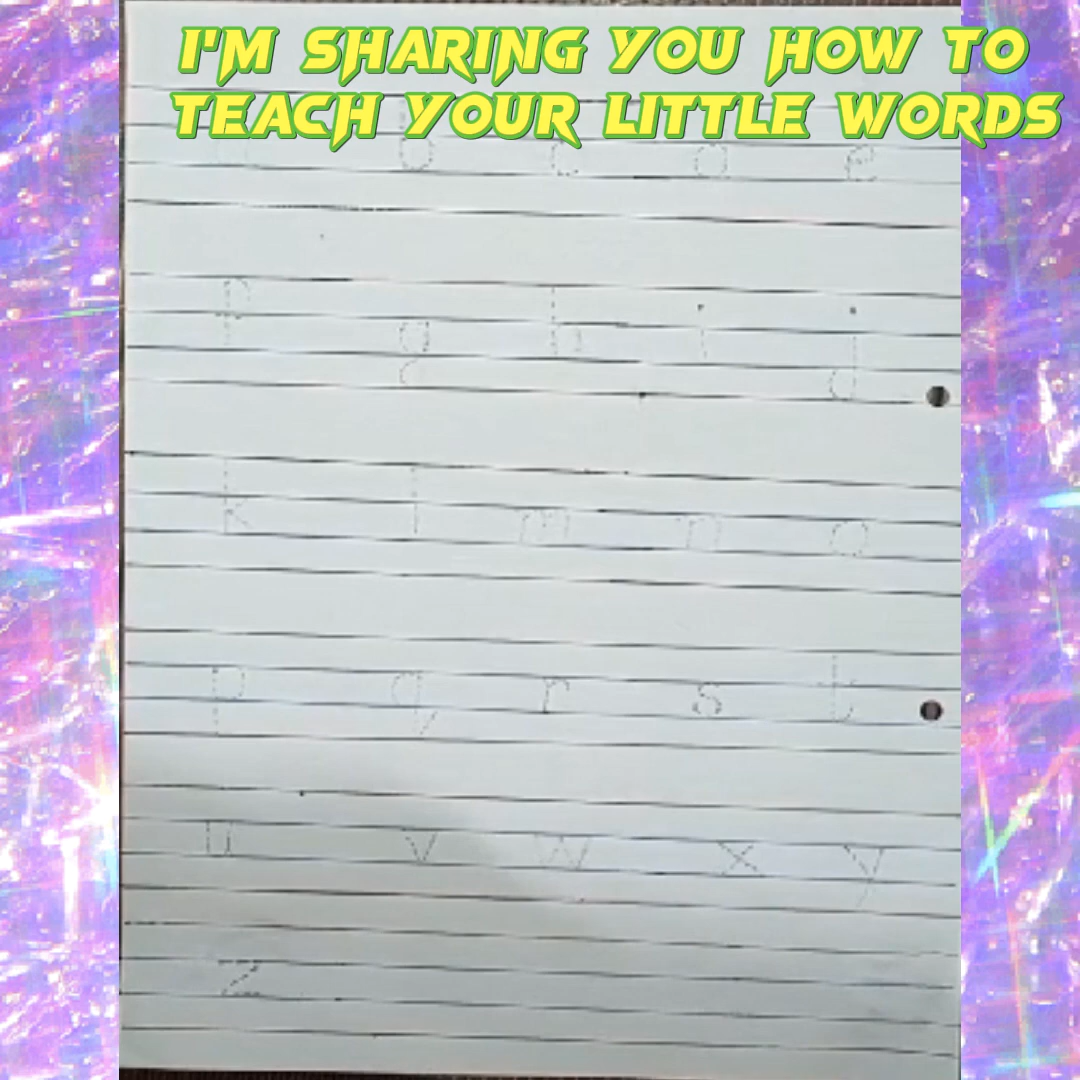 I'M SHARING YOU HOW TO
TEACH YOUR LITTLE WORDS
a b c d e
f g h i j
k l m n o
p q r s t
u v w x y
z